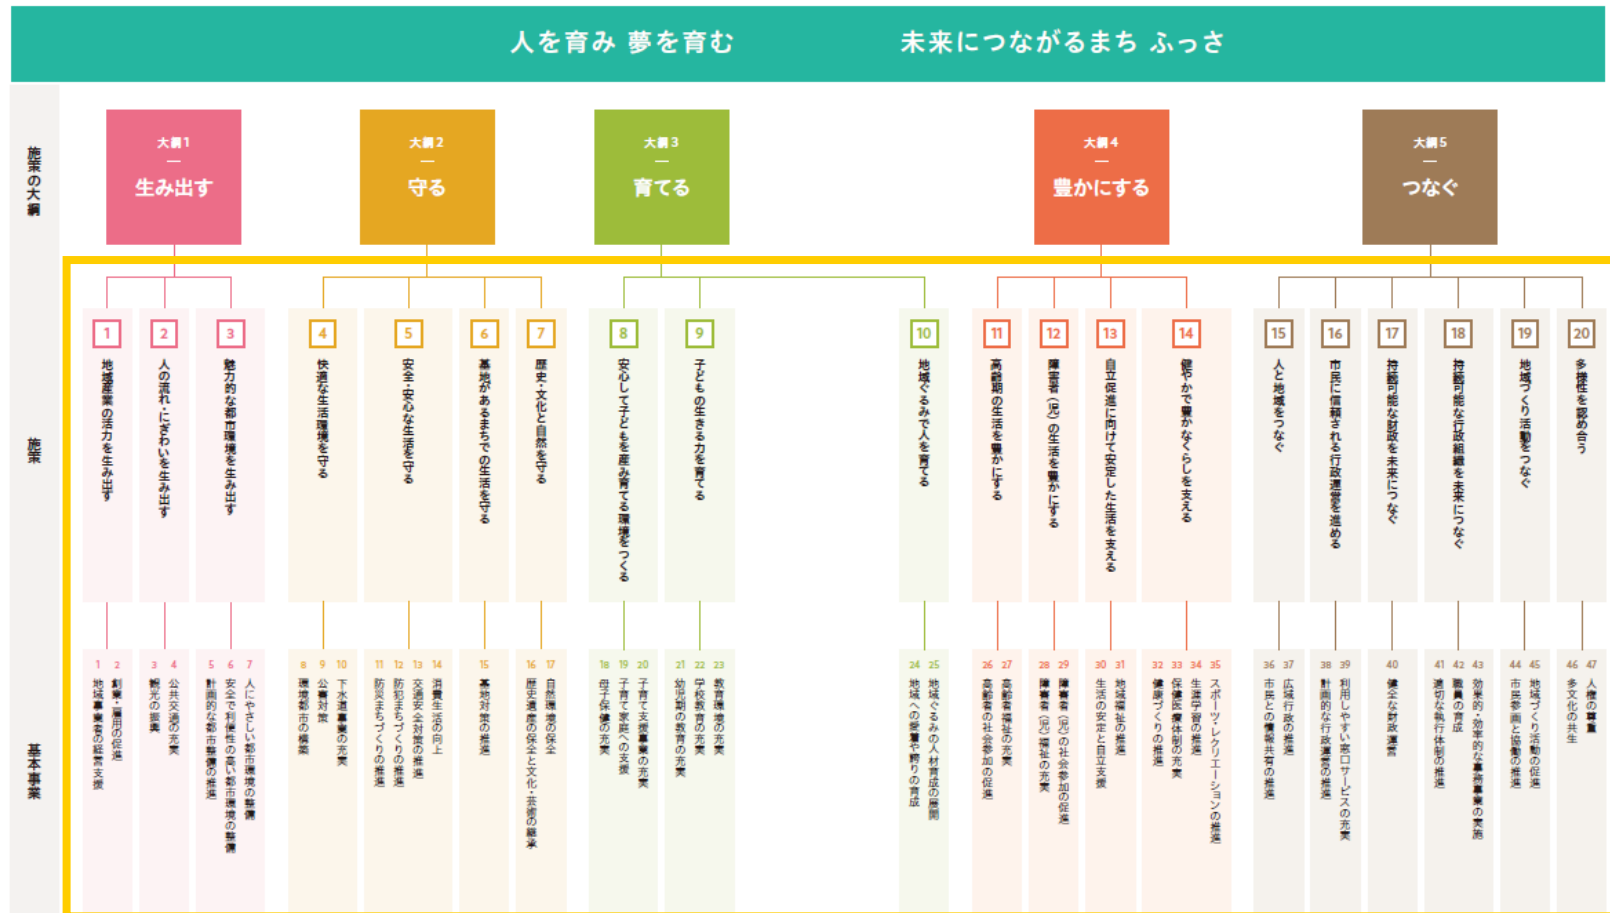 人を育み 夢を育む 未来につながるまち ふっさ
施策の大綱
大綱1
生み出す
大綱2
守る
大綱3
育てる
大綱4
豊かにする
大綱5
つなぐ
施策
1
地域産業の活力を生み出す
2
人の流れ・にぎわいを生み出す
3
魅力的な都市環境を生み出す
4
快適な生活環境を守る
5
安全・安心な生活を守る
6
基地があるまちでの生活を守る
7
歴史・文化と自然を守る
8
安心して子どもを産み育てる環境をつくる
9
子どもの生きる力を育てる
10
地域ぐるみで人を育てる
11
高齢期の生活を豊かにする
12
障害者(児)の生活を豊かにする
13
自立促進に向けて安定した生活を支える
14
健やかで豊かなくらしを支える
15
人と地域をつなぐ
16
市民に信頼される行政運営を進める
17
持続可能な財政を未来につなぐ
18
持続可能な行政組織を未来につなぐ
19
地域づくり活動をつなぐ
20
多様性を認め合う
基本事業
1 地域事業者の経営支援
2 創業・雇用の促進
3 観光の振興
4 公共交通の充実
5 計画的な都市整備の推進
6 安全で利便性の高い都市環境の整備
7 人にやさしい都市環境の整備
8 環境都市の構築
9 公害対策
10 下水道事業の充実
11 防災まちづくりの推進
12 防犯まちづくりの推進
13 交通安全対策の推進
14 消費生活の向上
15 基地対策の推進
16 歴史遺産の保全と文化・芸術の継承
17 自然環境の保全
18 母子保健の充実
19 子育て家庭への支援
20 子育て支援事業の充実
21 幼児期の教育の充実
22 学校教育の充実
23 教育環境の充実
24 地域への愛着や誇りの育成
25 地域ぐるみの人材育成の展開
26 高齢者の社会参加の促進
27 高齢者福祉の充実
28 障害者(児)福祉の充実
29 障害者(児)の社会参加の促進
30 生活の安定と自立支援
31 地域福祉の推進
32 健康づくりの推進
33 保健医療体制の充実
34 生涯学習の推進
35 スポーツ・レクリエーションの推進
36 市民との情報共有の推進
37 広域行政の推進
38 計画的な行政運営の推進
39 利用しやすい窓口サービスの充実
40 健全な財政運営
41 適切な執行体制の推進
42 職員の育成
43 効果的・効率的な事務事業の実施
44 市民参画と協働の推進
45 地域づくり活動の促進
46 多文化の共生
47 人権の尊重